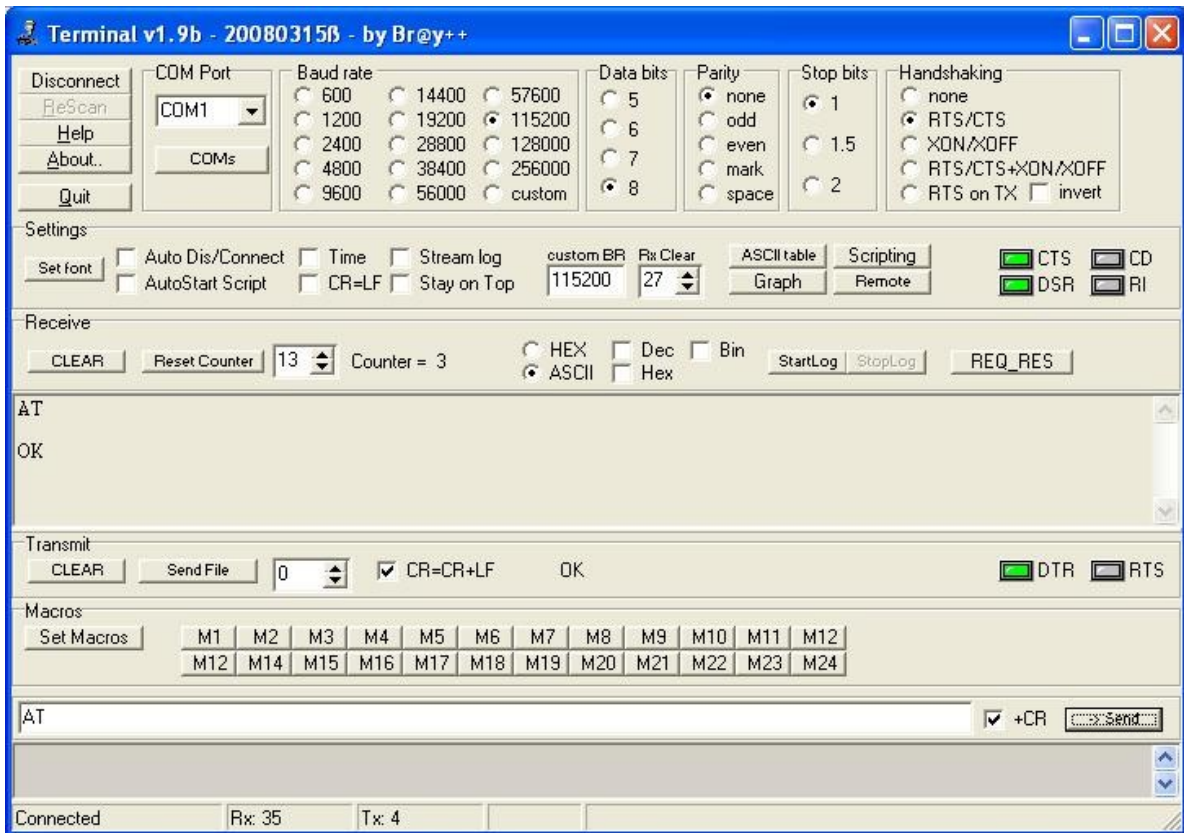 Terminal v1.9b - 20080315ß - by Br@y++
Disconnect
ReScan
Help
About..
Quit
COM Port
COM1
COMs
Baud rate
600 14400 57600
1200 19200 115200
2400 28800 128000
4800 38400 256000
9600 56000 custom
Data bits
5
6
7
8
Parity
none
odd
even
mark
space
Stop bits
1
1.5
2
Handshaking
none
RTS/CTS
XON/XOFF
RTS/CTS+XON/XOFF
RTS on TX invert
Settings
Set font
Auto Dis/Connect Time Stream log
AutoStart Script CR=LF Stay on Top
custom BR Rx Clear
115200 27
ASCII table Scripting
Graph Remote
CTS CD
DSR RI
Receive
CLEAR Reset Counter 13 Counter = 3
HEX Dec Bin
ASCII Hex
StartLog StopLog REQ_RES
AT
OK
Transmit
CLEAR Send File 0 CR=CR+LF OK DTR RTS
Macros
Set Macros
M1 M2 M3 M4 M5 M6 M7 M8 M9 M10 M11 M12
M12 M14 M15 M16 M17 M18 M19 M20 M21 M22 M23 M24
AT +CR -> Send
Connected Rx: 35 Tx: 4